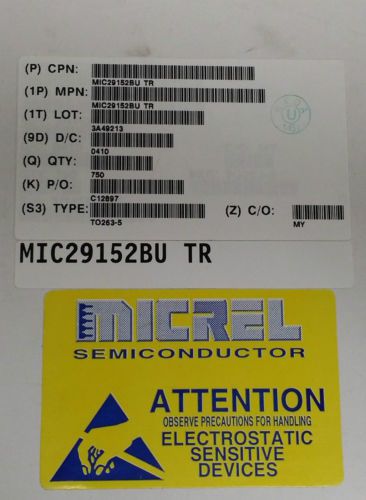 (P) CPN:
MIC29152BU TR
(1P) MPN:
MIC29152BU TR
(1T) LOT:
3A49213
(9D) D/C:
0410
(Q) QTY:
750
(K) P/O:
C12897
(S3) TYPE:
TO263-5
(Z) C/O:
MY
MIC29152BU TR
MICREL
SEMICONDUCTOR
ATTENTION
OBSERVE PRECAUTIONS FOR HANDLING
ELECTROSTATIC
SENSITIVE
DEVICES